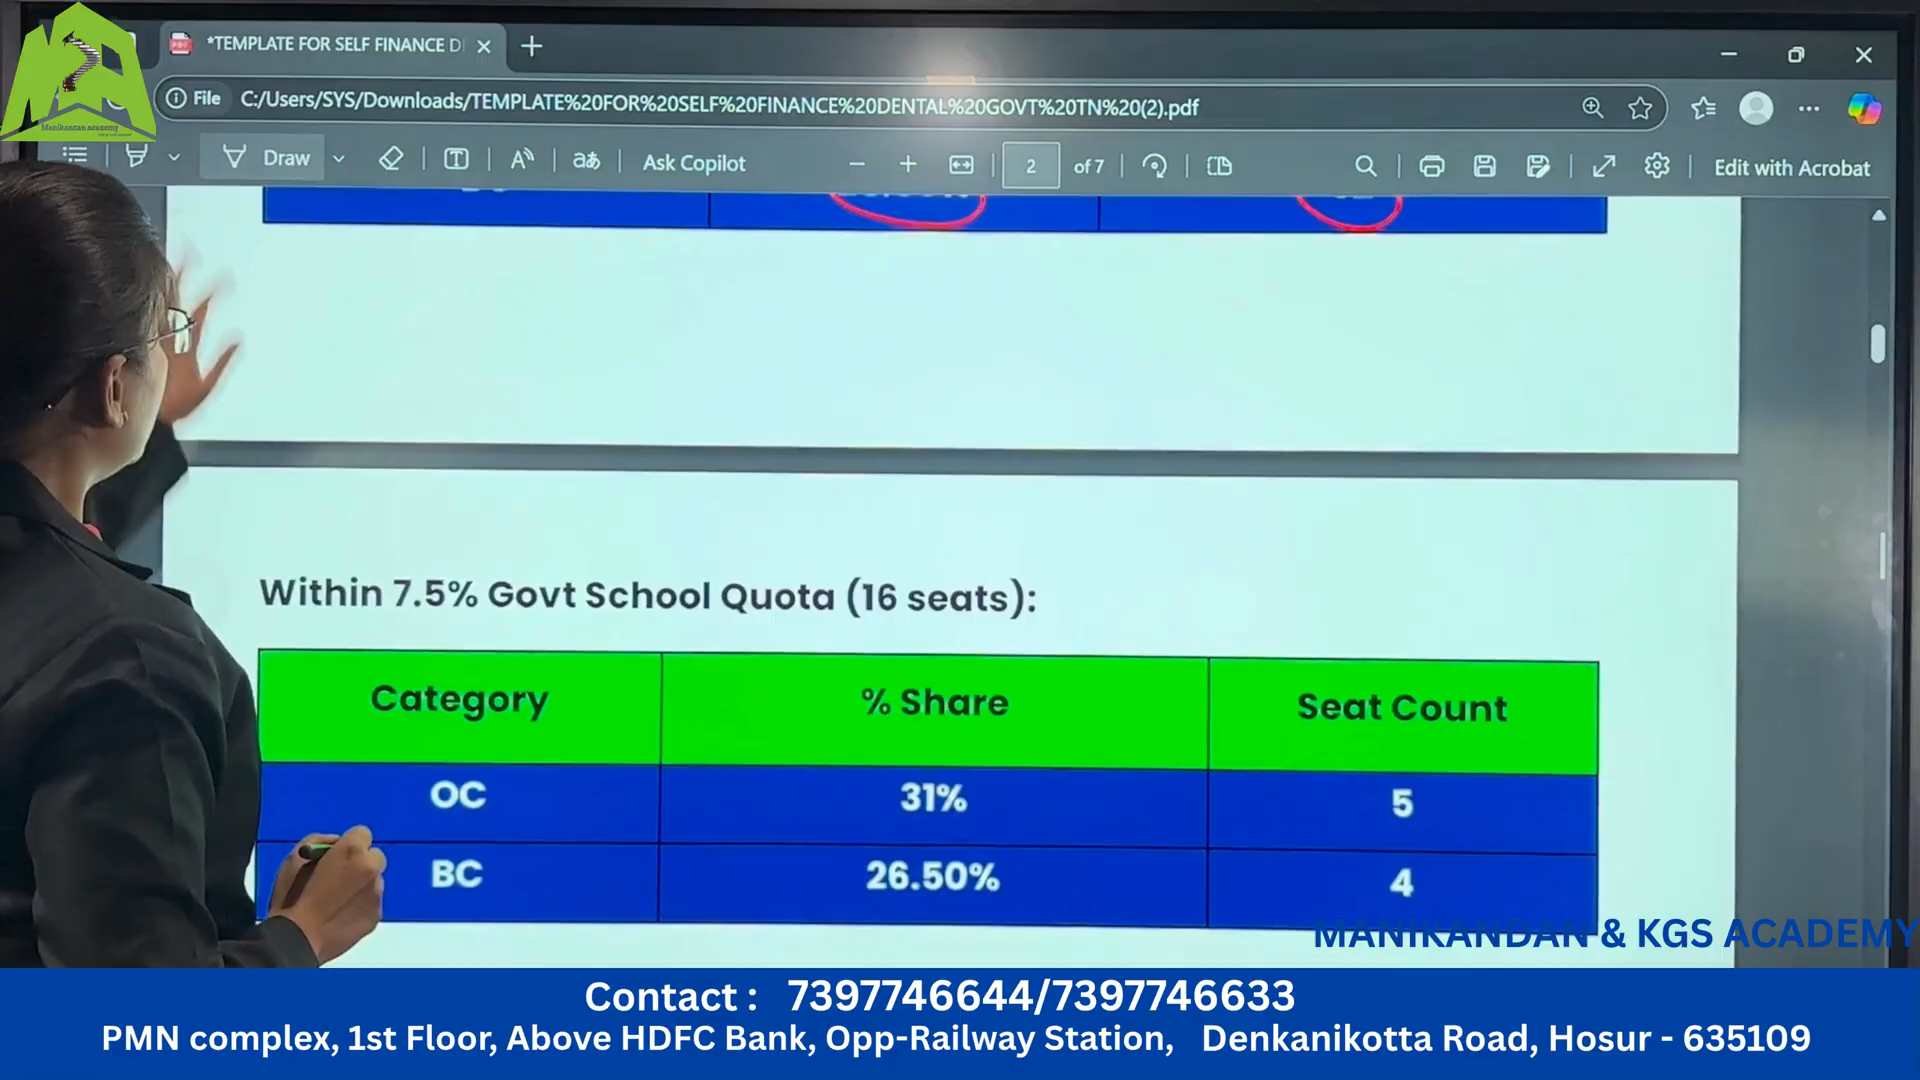 *TEMPLATE FOR SELF FINANCE D
File C:/Users/SYS/Downloads/TEMPLATE%20FOR%20SELF%20FINANCE%20DENTAL%20GOVT%20TN%20(2).pdf
Draw Ask Copilot 2 of 7 Edit with Acrobat
Manikandan Academy
Within 7.5% Govt School Quota (16 seats):
Category % Share Seat Count
OC 31% 5
BC 26.50% 4
MANIKANDAN & KGS ACADEMY
Contact : 7397746644/7397746633
PMN complex, 1st Floor, Above HDFC Bank, Opp-Railway Station, Denkanikotta Road, Hosur - 635109